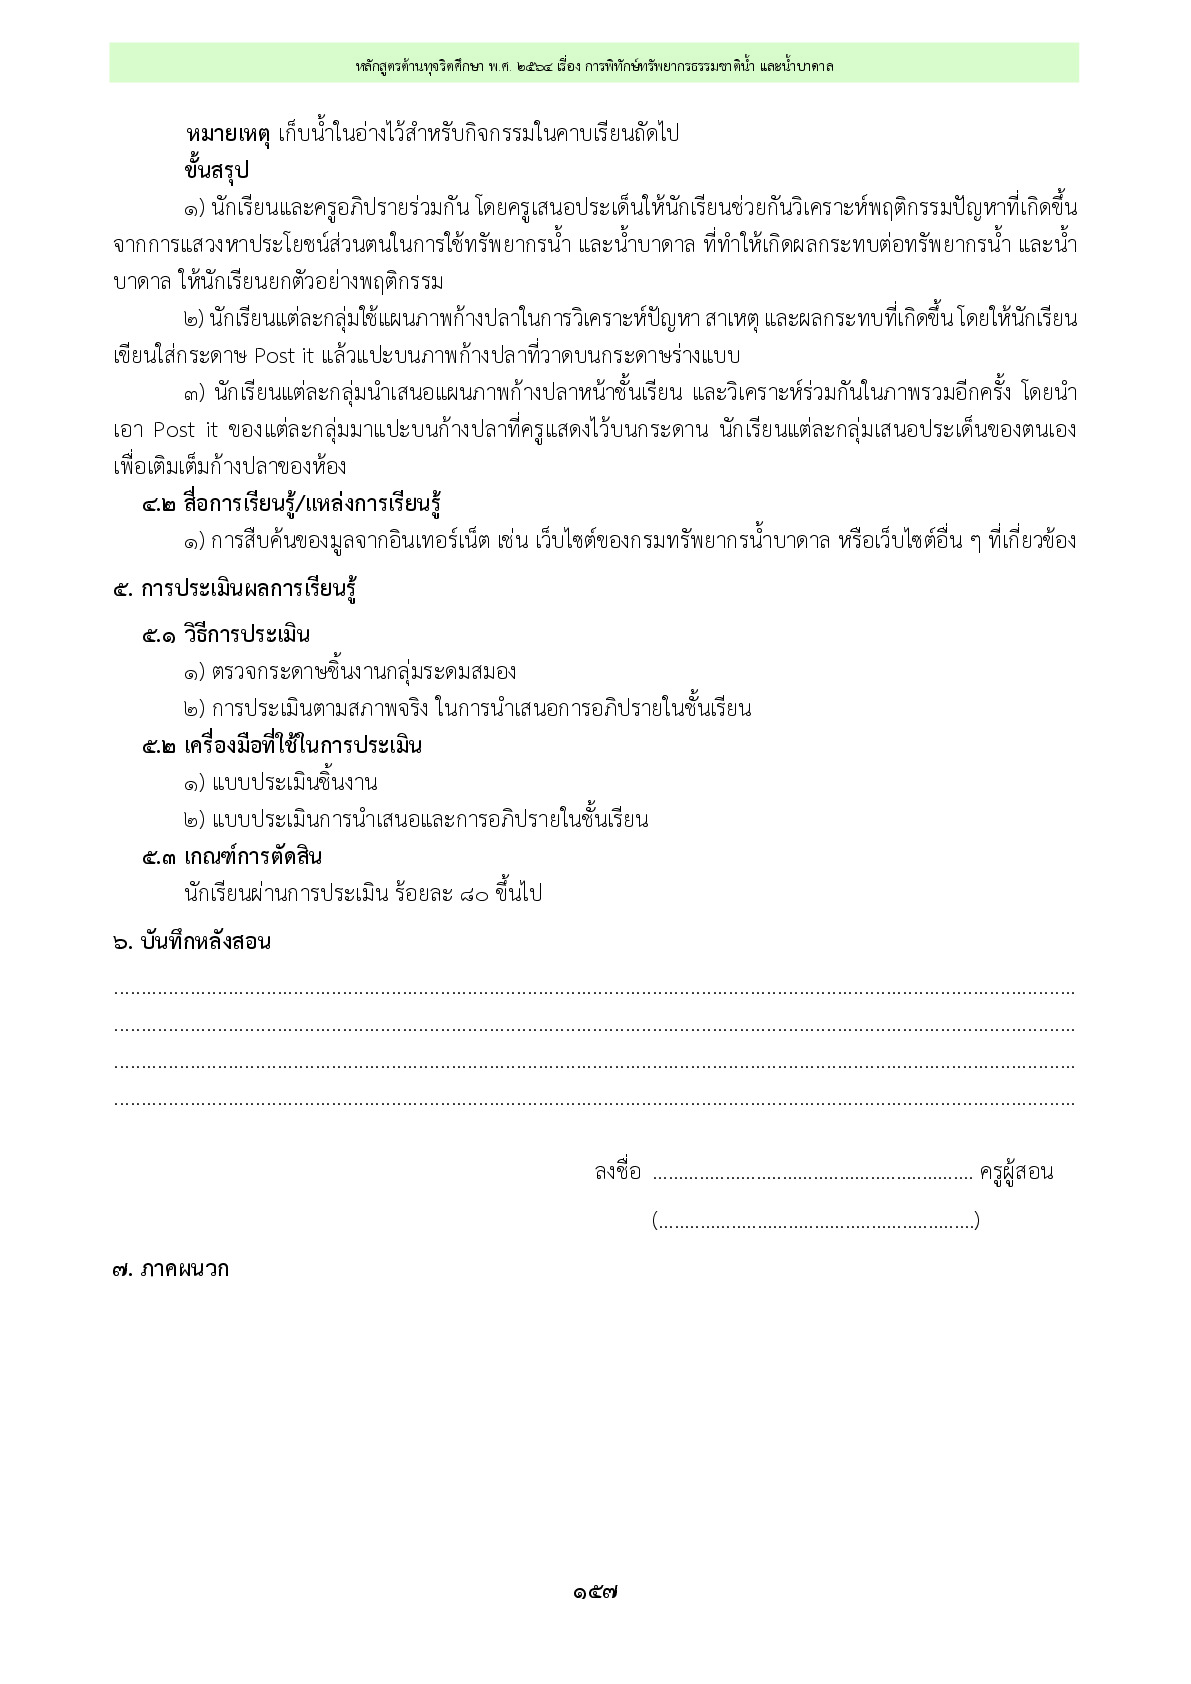 หลักสูตรต้านทุจริตศึกษา พ.ศ. ๒๕๖๔ เรื่อง การพิทักษ์ทรัพยากรธรรมชาติน้ำ และน้ำบาดาล
หมายเหตุ เก็บน้ำในอ่างไว้สำหรับกิจกรรมในคาบเรียนถัดไป
ขั้นสรุป
๑) นักเรียนและครูอภิปรายร่วมกัน โดยครูเสนอประเด็นให้นักเรียนช่วยกันวิเคราะห์พฤติกรรมปัญหาที่เกิดขึ้น
จากการแสวงหาประโยชน์ส่วนตนในการใช้ทรัพยากรน้ำ และน้ำบาดาล ที่ทำให้เกิดผลกระทบต่อทรัพยากรน้ำ และน้ำ
บาดาล ให้นักเรียนยกตัวอย่างพฤติกรรม
๒) นักเรียนแต่ละกลุ่มใช้แผนภาพก้างปลาในการวิเคราะห์ปัญหา สาเหตุ และผลกระทบที่เกิดขึ้น โดยให้นักเรียน
เขียนใส่กระดาษ Post it แล้วแปะบนภาพก้างปลาที่วาดบนกระดาษร่างแบบ
๓) นักเรียนแต่ละกลุ่มนำเสนอแผนภาพก้างปลาหน้าชั้นเรียน และวิเคราะห์ร่วมกันในภาพรวมอีกครั้ง โดยนำ
เอา Post it ของแต่ละกลุ่มมาแปะบนก้างปลาที่ครูแสดงไว้บนกระดาน นักเรียนแต่ละกลุ่มเสนอประเด็นของตนเอง
เพื่อเติมเต็มก้างปลาของห้อง
๔.๒ สื่อการเรียนรู้/แหล่งการเรียนรู้
๑) การสืบค้นของมูลจากอินเทอร์เน็ต เช่น เว็บไซต์ของกรมทรัพยากรน้ำบาดาล หรือเว็บไซต์อื่น ๆ ที่เกี่ยวข้อง
๕. การประเมินผลการเรียนรู้
๕.๑ วิธีการประเมิน
๑) ตรวจกระดาษชิ้นงานกลุ่มระดมสมอง
๒) การประเมินตามสภาพจริง ในการนำเสนอการอภิปรายในชั้นเรียน
๕.๒ เครื่องมือที่ใช้ในการประเมิน
๑) แบบประเมินชิ้นงาน
๒) แบบประเมินการนำเสนอและการอภิปรายในชั้นเรียน
๕.๓ เกณฑ์การตัดสิน
นักเรียนผ่านการประเมิน ร้อยละ ๘๐ ขึ้นไป
๖. บันทึกหลังสอน
................................................................................................................................................................................
................................................................................................................................................................................
................................................................................................................................................................................
................................................................................................................................................................................
ลงชื่อ .............................................................. ครูผู้สอน
(.............................................................)
๗. ภาคผนวก
๑๕๗